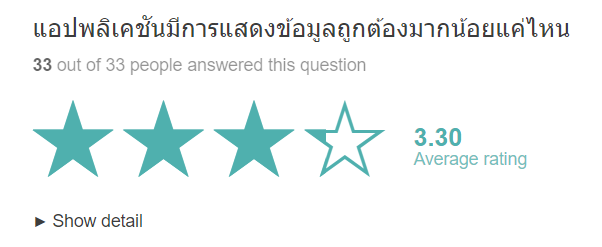 แอปพลิเคชันมีการแสดงข้อมูลถูกต้องมากน้อยแค่ไหน
33 out of 33 people answered this question
3.30
Average rating
► Show detail